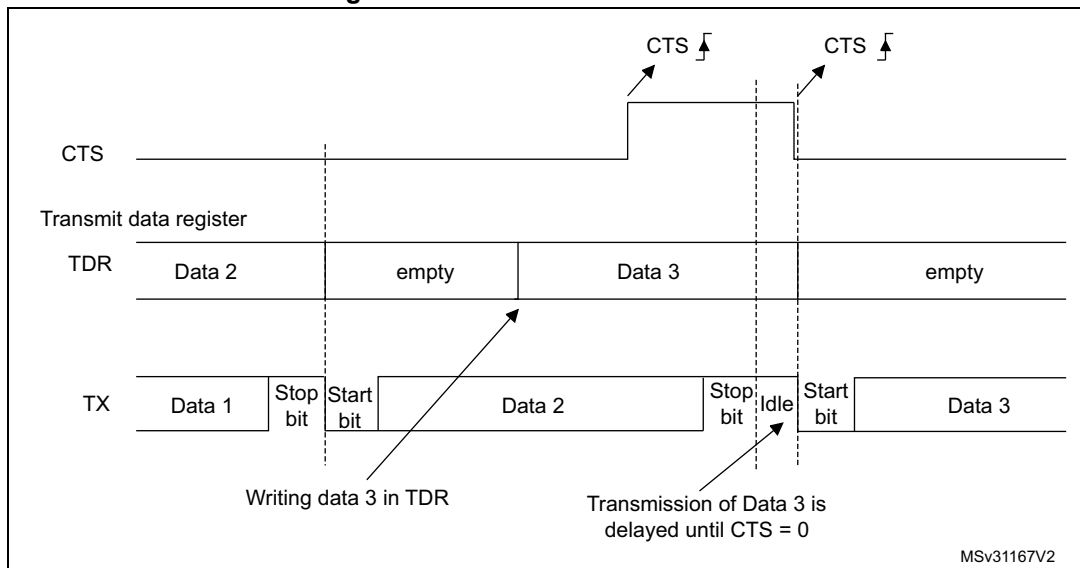 CTS CTS
CTS
Transmit data register
TDR Data 2 empty Data 3 empty
TX Data 1 Stop bit Start bit Data 2 Stop bit Idle Start bit Data 3
Writing data 3 in TDR
Transmission of Data 3 is
delayed until CTS = 0
MSv31167V2